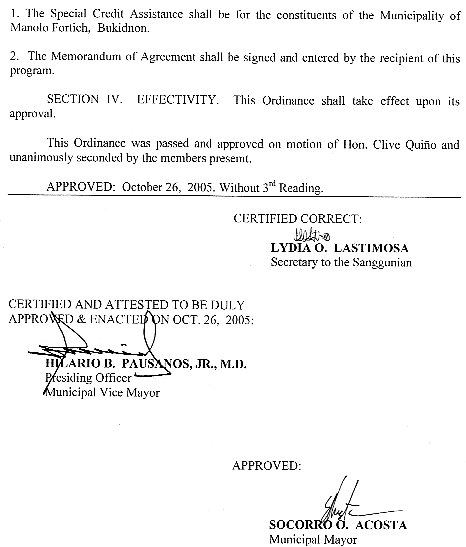 1. The Special Credit Assistance shall be for the constituents of the Municipality of
Manolo Fortich, Bukidnon.
2. The Memorandum of Agreement shall be signed and entered by the recipient of this
program.
SECTION IV. EFFECTIVITY. This Ordinance shall take effect upon its
approval.
This Ordinance was passed and approved on motion of Hon. Clive Quiño and
unanimously seconded by the members present.
APPROVED: October 26, 2005. Without 3rd Reading.
CERTIFIED CORRECT:
LYDIA O. LASTIMOSA
Secretary to the Sanggunian
CERTIFIED AND ATTESTED TO BE DULY
APPROVED & ENACTED ON OCT. 26, 2005:
HILARIO B. PAUSANOS, JR., M.D.
Presiding Officer
Municipal Vice Mayor
APPROVED:
SOCORRO O. ACOSTA
Municipal Mayor